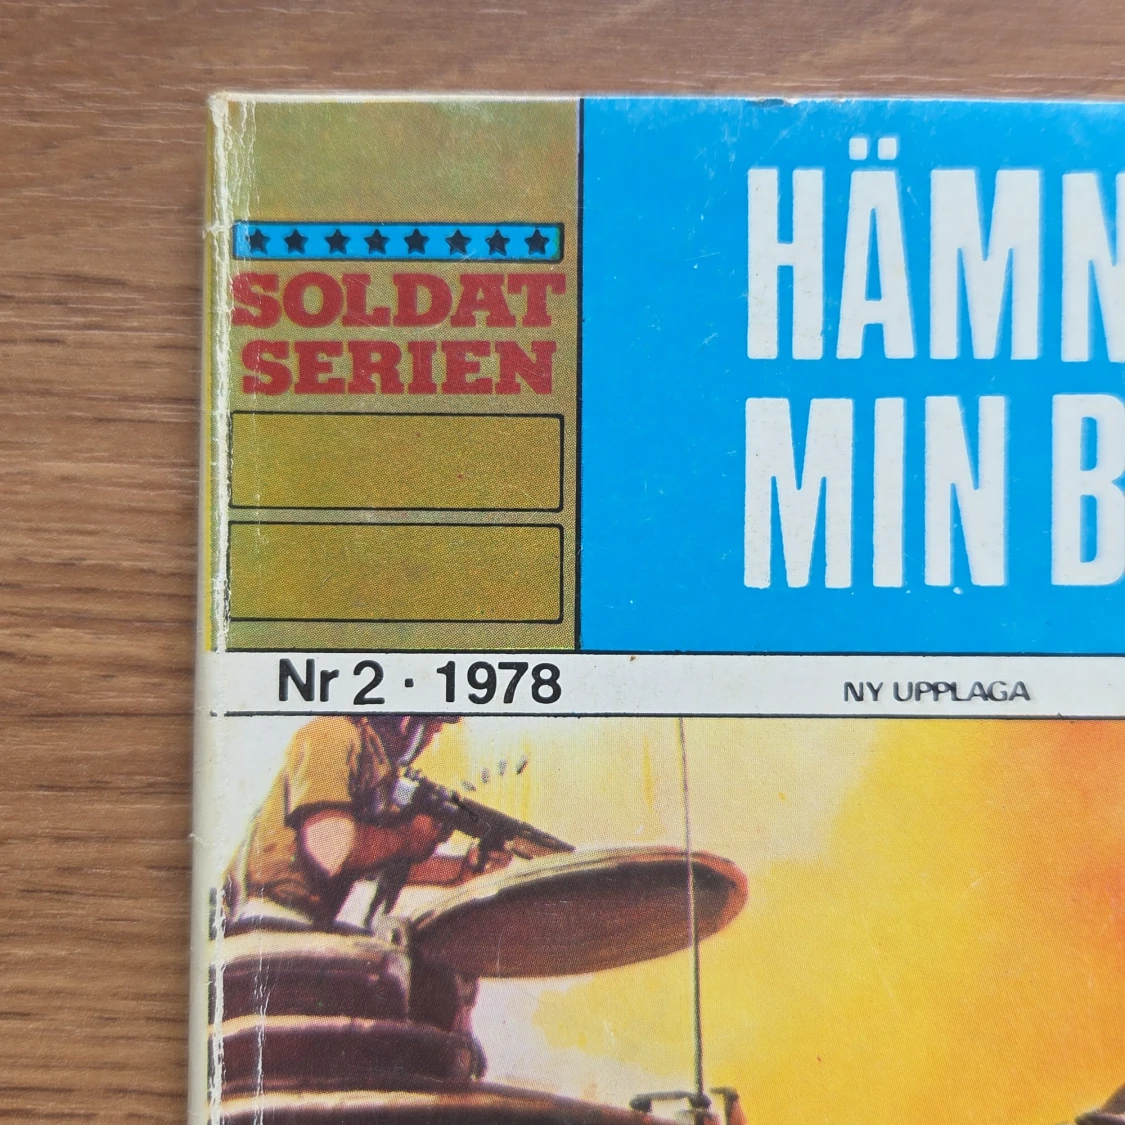 SOLDAT
SERIEN
HÄMN
MIN B
Nr 2 · 1978
NY UPPLAGA